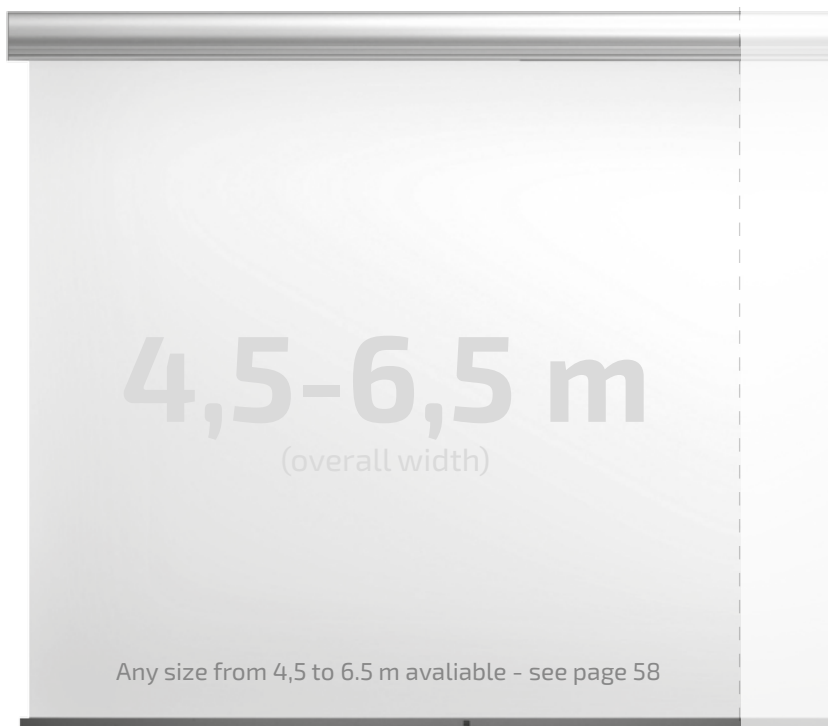 4,5-6,5 m
(overall width)
Any size from 4,5 to 6.5 m avaliable - see page 58